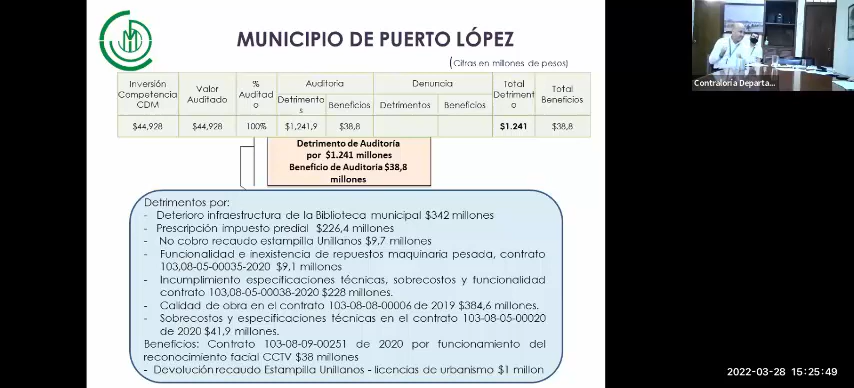 MUNICIPIO DE PUERTO LÓPEZ
(Cifras en millones de pesos)
Inversión Competencia CDM
Valor Auditado
% Auditad o
Auditoria
Denuncia
Total Detriment o
Total Beneficios
Detrimento s
Beneficios
Detrimentos
Beneficios
$44,928 $44,928 100% $1,241,9 $38,8 $1.241 $38,8
Detrimento de Auditoría
por $1.241 millones
Beneficio de Auditoria $38,8
millones
Detrimentos por:
- Deterioro infraestructura de la Biblioteca municipal $342 millones
- Prescripción impuesto predial $226,4 millones
- No cobro recaudo estampilla Unillanos $9,7 millones
- Funcionalidad e inexistencia de repuestos maquinaria pesada, contrato
103,08-05-00035-2020 $9,1 millones
- Incumplimiento especificaciones técnicas, sobrecostos y funcionalidad
contrato 103,08-05-00038-2020 $228 millones.
- Calidad de obra en el contrato 103-08-08-00006 de 2019 $384,6 millones.
- Sobrecostos y especificaciones técnicas en el contrato 103-08-05-00020
de 2020 $41,9 millones.
Beneficios: Contrato 103-08-09-00251 de 2020 por funcionamiento del
reconocimiento facial CCTV $38 millones
- Devolución recaudo Estampilla Unillanos - licencias de urbanismo $1 millon
Contraloría Departa...
2022-03-28 15:25:49